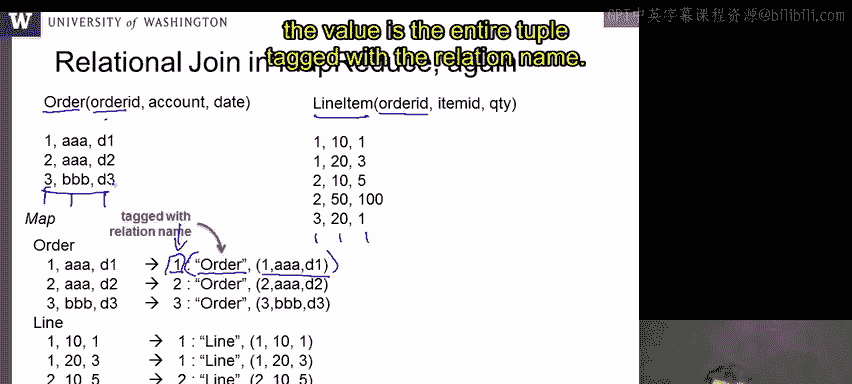 W UNIVERSITY of WASHINGTON
GPT中英字幕课程资源@bilibili.com
the value is the entire tuple
tagged with the relation name.
Relational Join in MapReduce, again
Order(orderid, account, date)
1, aaa, d1
2, aaa, d2
3, bbb, d3
LineItem(orderid, itemid, qty)
1, 10, 1
1, 20, 3
2, 10, 5
2, 50, 100
3, 20, 1
Map
tagged with
relation name
Order
1, aaa, d1 → 1 : “Order”, (1,aaa,d1)
2, aaa, d2 → 2 : “Order”, (2,aaa,d2)
3, bbb, d3 → 3 : “Order”, (3,bbb,d3)
Line
1, 10, 1 → 1 : “Line”, (1, 10, 1)
1, 20, 3 → 1 : “Line”, (1, 20, 3)
2, 10, 5 → 2 : “Line”, (2, 10, 5)